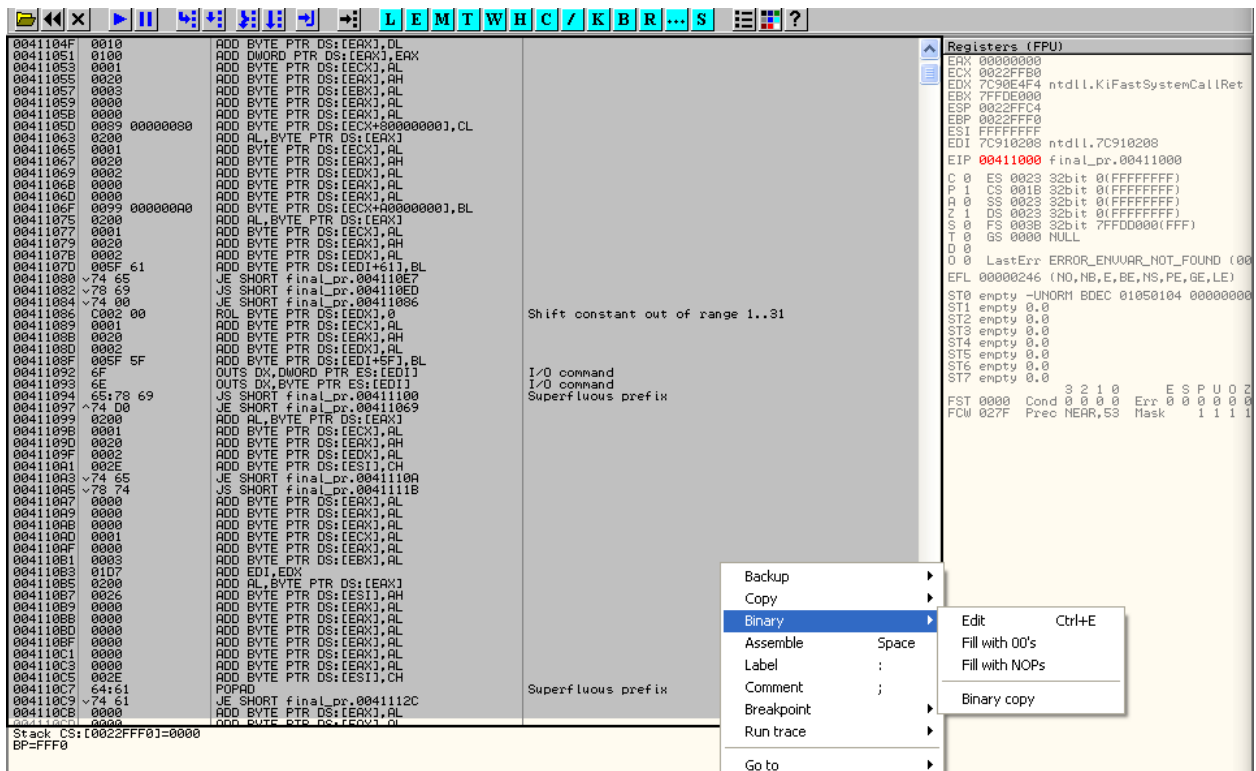 L E M T W H C / K B R ... S ?
0041104F 0010 ADD BYTE PTR DS:[EAX],DL
00411051 0100 ADD DWORD PTR DS:[EAX],EAX
00411053 0001 ADD BYTE PTR DS:[ECX],AL
00411055 0020 ADD BYTE PTR DS:[EAX],AH
00411057 0003 ADD BYTE PTR DS:[EBX],AL
00411059 0000 ADD BYTE PTR DS:[EAX],AL
0041105B 0000 ADD BYTE PTR DS:[EAX],AL
0041105D 0089 00000080 ADD BYTE PTR DS:[ECX+80000000],CL
00411063 0200 ADD AL,BYTE PTR DS:[EAX]
00411065 0001 ADD BYTE PTR DS:[ECX],AL
00411067 0020 ADD BYTE PTR DS:[EAX],AH
00411069 0002 ADD BYTE PTR DS:[EDX],AL
0041106B 0000 ADD BYTE PTR DS:[EAX],AL
0041106D 0000 ADD BYTE PTR DS:[EAX],AL
0041106F 0099 000000A0 ADD BYTE PTR DS:[ECX+A0000000],BL
00411075 0200 ADD AL,BYTE PTR DS:[EAX]
00411077 0001 ADD BYTE PTR DS:[ECX],AL
00411079 0020 ADD BYTE PTR DS:[EAX],AH
0041107B 0002 ADD BYTE PTR DS:[EDX],AL
0041107D 005F 61 ADD BYTE PTR DS:[EDI+61],BL
00411080 74 65 JE SHORT final_pr.004110E7
00411082 78 69 JS SHORT final_pr.004110ED
00411084 74 00 JE SHORT final_pr.00411086
00411086 C002 00 ROL BYTE PTR DS:[EDX],0 Shift constant out of range 1..31
00411089 0001 ADD BYTE PTR DS:[ECX],AL
0041108B 0020 ADD BYTE PTR DS:[EAX],AH
0041108D 0002 ADD BYTE PTR DS:[EDX],AL
0041108F 005F 5F ADD BYTE PTR DS:[EDI+5F],BL
00411092 6F OUTS DX,DWORD PTR ES:[EDI] I/O command
00411093 6E OUTS DX,BYTE PTR ES:[EDI] I/O command
00411094 65:78 69 JS SHORT final_pr.00411100 Superfluous prefix
00411097 ^74 D0 JE SHORT final_pr.00411069
00411099 0200 ADD AL,BYTE PTR DS:[EAX]
0041109B 0001 ADD BYTE PTR DS:[ECX],AL
0041109D 0020 ADD BYTE PTR DS:[EAX],AH
0041109F 0002 ADD BYTE PTR DS:[EDX],AL
004110A1 002E ADD BYTE PTR DS:[ESI],CH
004110A3 74 65 JE SHORT final_pr.0041110A
004110A5 78 74 JS SHORT final_pr.0041111B
004110A7 0000 ADD BYTE PTR DS:[EAX],AL
004110A9 0000 ADD BYTE PTR DS:[EAX],AL
004110AB 0000 ADD BYTE PTR DS:[EAX],AL
004110AD 0001 ADD BYTE PTR DS:[ECX],AL
004110AF 0000 ADD BYTE PTR DS:[EAX],AL
004110B1 0003 ADD BYTE PTR DS:[EBX],AL
004110B3 01D7 ADD EDI,EDX
004110B5 0200 ADD AL,BYTE PTR DS:[EAX]
004110B7 0026 ADD BYTE PTR DS:[ESI],AH
004110B9 0000 ADD BYTE PTR DS:[EAX],AL
004110BB 0000 ADD BYTE PTR DS:[EAX],AL
004110BD 0000 ADD BYTE PTR DS:[EAX],AL
004110BF 0000 ADD BYTE PTR DS:[EAX],AL
004110C1 0000 ADD BYTE PTR DS:[EAX],AL
004110C3 0000 ADD BYTE PTR DS:[EAX],AL
004110C5 002E ADD BYTE PTR DS:[ESI],CH
004110C7 64:61 POPAD Superfluous prefix
004110C9 74 61 JE SHORT final_pr.0041112C
004110CB 0000 ADD BYTE PTR DS:[EAX],AL
004110CD 0000 ADD BYTE PTR DS:[EAX],AL
Stack CS:[0022FFF0]=0000
BP=FFF0
Registers (FPU)
EAX 00000000
ECX 0022FFB0
EDX 7C90E4F4 ntdll.KiFastSystemCallRet
EBX 7FFDE000
ESP 0022FFC4
EBP 0022FFF0
ESI FFFFFFFF
EDI 7C910208 ntdll.7C910208
EIP 00411000 final_pr.00411000
C 0 ES 0023 32bit 0(FFFFFFFF)
P 1 CS 001B 32bit 0(FFFFFFFF)
A 0 SS 0023 32bit 0(FFFFFFFF)
Z 1 DS 0023 32bit 0(FFFFFFFF)
S 0 FS 003B 32bit 7FFDD000(FFF)
T 0 GS 0000 NULL
D 0
O 0 LastErr ERROR_ENVVAR_NOT_FOUND (00
EFL 00000246 (NO,NB,E,BE,NS,PE,GE,LE)
ST0 empty -UNORM BDEC 01050104 00000000
ST1 empty 0.0
ST2 empty 0.0
ST3 empty 0.0
ST4 empty 0.0
ST5 empty 0.0
ST6 empty 0.0
ST7 empty 0.0
3 2 1 0 E S P U O Z
FST 0000 Cond 0 0 0 0 Err 0 0 0 0 0 0
FCW 027F Prec NEAR,53 Mask 1 1 1 1
Backup
Copy
Binary
Assemble Space
Label :
Comment ;
Breakpoint
Run trace
Go to
Edit Ctrl+E
Fill with 00's
Fill with NOPs
Binary copy